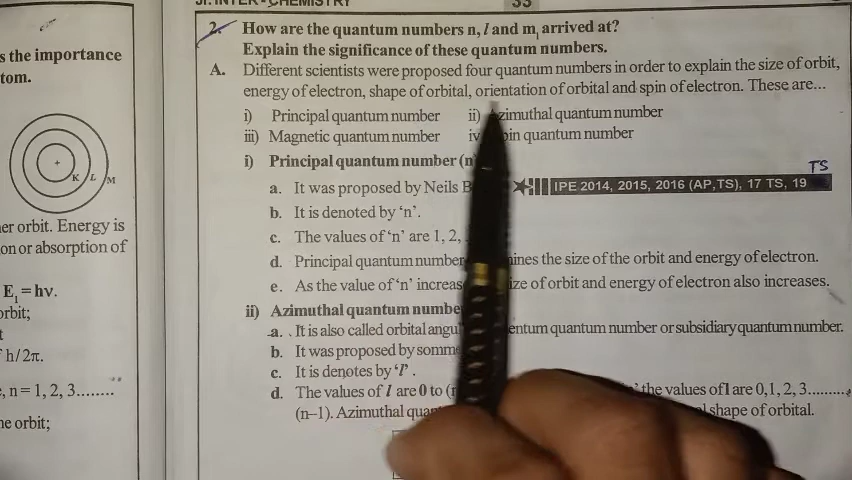 JR. INTER - CHEMISTRY
33
s the importance
tom.
K L M
er orbit. Energy is
on or absorption of
E₁ = hν.
orbit;
t
h/2π.
, n = 1, 2, 3........
he orbit;
2. How are the quantum numbers n, l and mₗ arrived at?
Explain the significance of these quantum numbers.
A. Different scientists were proposed four quantum numbers in order to explain the size of orbit,
energy of electron, shape of orbital, orientation of orbital and spin of electron. These are...
i) Principal quantum number ii) Azimuthal quantum number
iii) Magnetic quantum number iv in quantum number
i) Principal quantum number (n
TS
a. It was proposed by Neils B
IPE 2014, 2015, 2016 (AP,TS), 17 TS, 19
b. It is denoted by ‘n’.
c. The values of ‘n’ are 1, 2,
d. Principal quantum number ines the size of the orbit and energy of electron.
e. As the value of ‘n’ increas ize of orbit and energy of electron also increases.
ii) Azimuthal quantum numbe
a. . It is also called orbital angul entum quantum number or subsidiary quantum number.
b. It was proposed by somm
c. It is denotes by ‘l’ .
d. The values of l are 0 to (n the values of l are 0, 1, 2, 3..........
(n–1). Azimuthal qua shape of orbital.